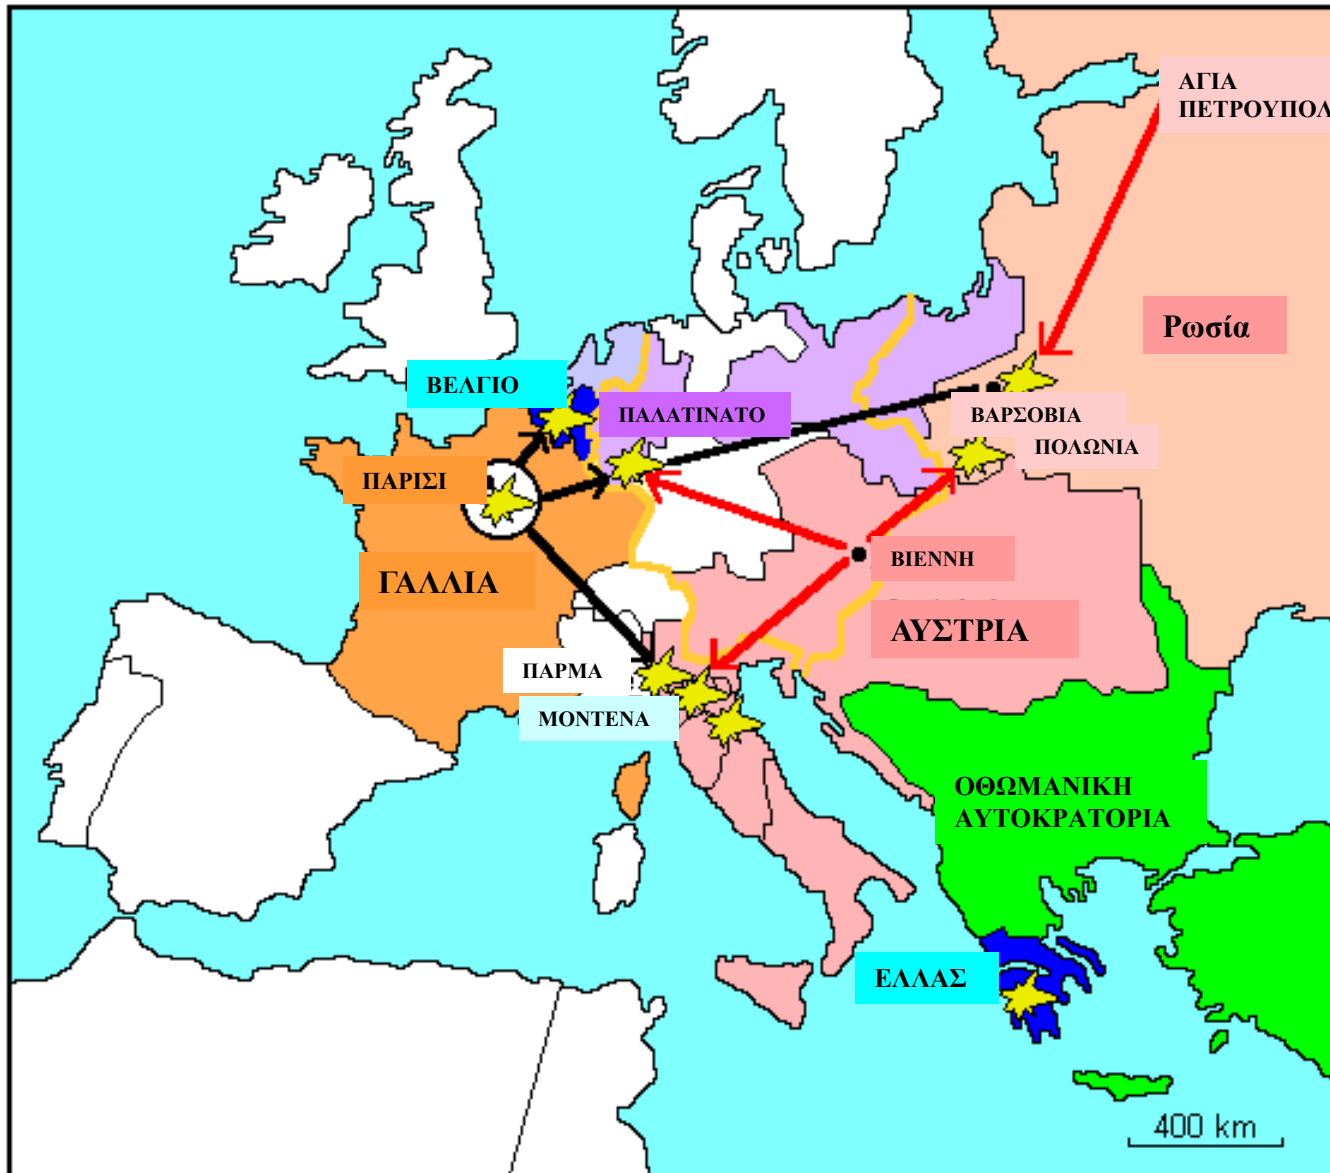 ΑΓΙΑ
ΠΕΤΡΟΥΠΟΛ
Ρωσία
ΒΕΛΓΙΟ
ΠΑΛΑΤΙΝΑΤΟ
ΒΑΡΣΟΒΙΑ
ΠΟΛΩΝΙΑ
ΠΑΡΙΣΙ
ΒΙΕΝΝΗ
ΓΑΛΛΙΑ
ΑΥΣΤΡΙΑ
ΠΑΡΜΑ
ΜΟΝΤΕΝΑ
ΟΘΩΜΑΝΙΚΗ
ΑΥΤΟΚΡΑΤΟΡΙΑ
ΕΛΛΑΣ
400 km